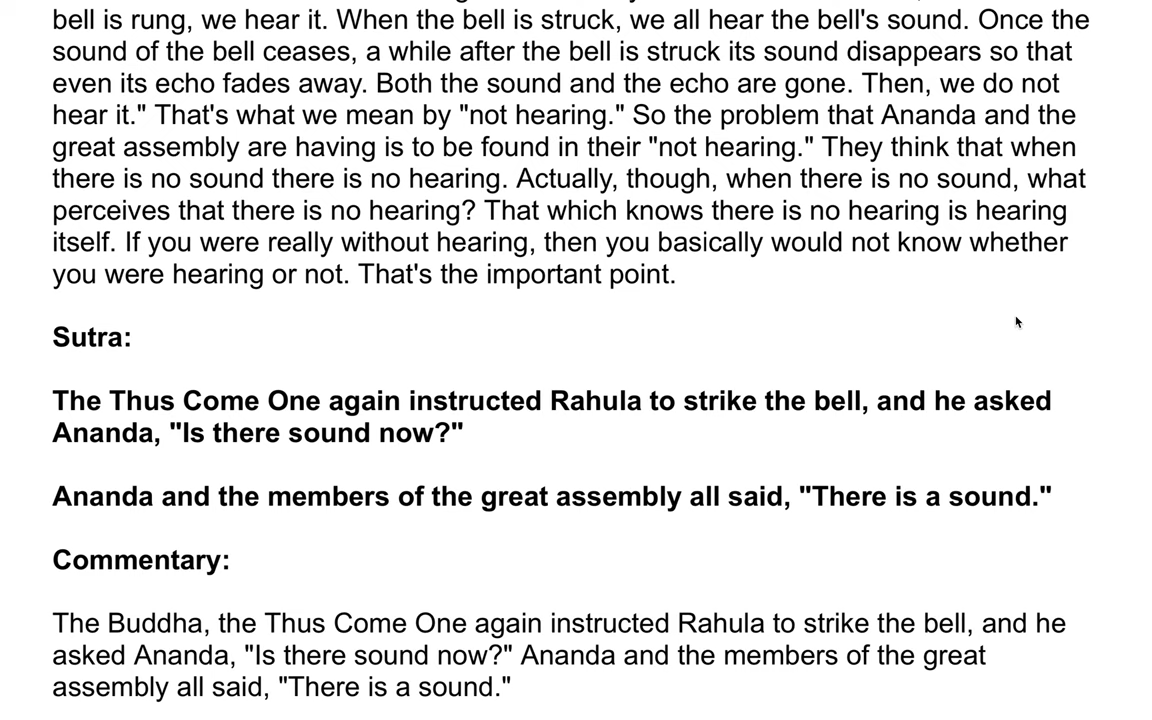 bell is rung, we hear it. When the bell is struck, we all hear the bell's sound. Once the
sound of the bell ceases, a while after the bell is struck its sound disappears so that
even its echo fades away. Both the sound and the echo are gone. Then, we do not
hear it." That's what we mean by "not hearing." So the problem that Ananda and the
great assembly are having is to be found in their "not hearing." They think that when
there is no sound there is no hearing. Actually, though, when there is no sound, what
perceives that there is no hearing? That which knows there is no hearing is hearing
itself. If you were really without hearing, then you basically would not know whether
you were hearing or not. That's the important point.
Sutra:
The Thus Come One again instructed Rahula to strike the bell, and he asked
Ananda, "Is there sound now?"
Ananda and the members of the great assembly all said, "There is a sound."
Commentary:
The Buddha, the Thus Come One again instructed Rahula to strike the bell, and he
asked Ananda, "Is there sound now?" Ananda and the members of the great
assembly all said, "There is a sound."